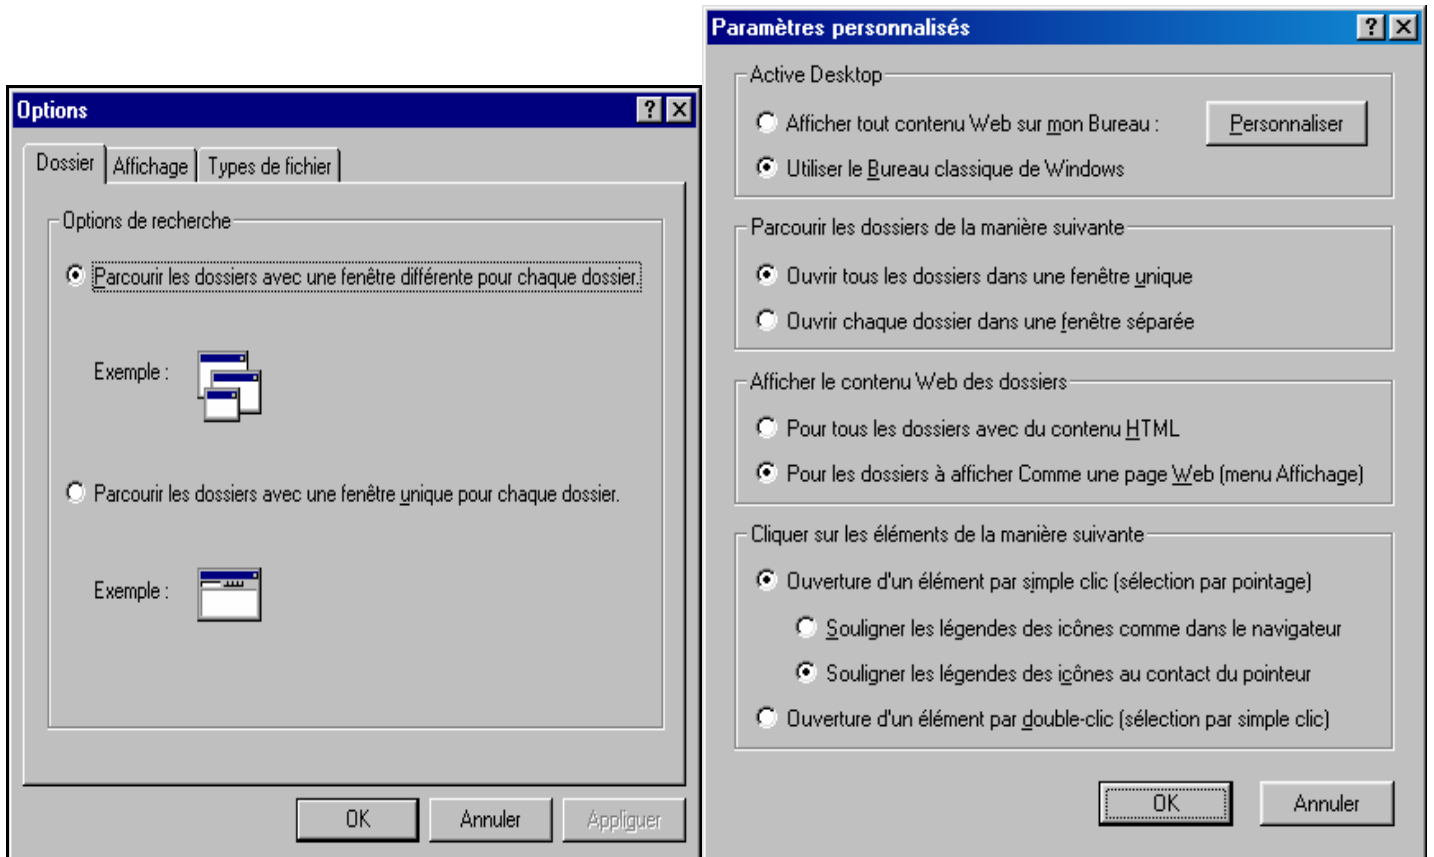 Options
Dossier
Affichage
Types de fichier
Options de recherche
Parcourir les dossiers avec une fenêtre différente pour chaque dossier.
Exemple :
Parcourir les dossiers avec une fenêtre unique pour chaque dossier.
Exemple :
OK
Annuler
Appliquer
Paramètres personnalisés
Active Desktop
Afficher tout contenu Web sur mon Bureau :
Personnaliser
Utiliser le Bureau classique de Windows
Parcourir les dossiers de la manière suivante
Ouvrir tous les dossiers dans une fenêtre unique
Ouvrir chaque dossier dans une fenêtre séparée
Afficher le contenu Web des dossiers
Pour tous les dossiers avec du contenu HTML
Pour les dossiers à afficher Comme une page Web (menu Affichage)
Cliquer sur les éléments de la manière suivante
Ouverture d'un élément par simple clic (sélection par pointage)
Souligner les légendes des icônes comme dans le navigateur
Souligner les légendes des icônes au contact du pointeur
Ouverture d'un élément par double-clic (sélection par simple clic)
OK
Annuler